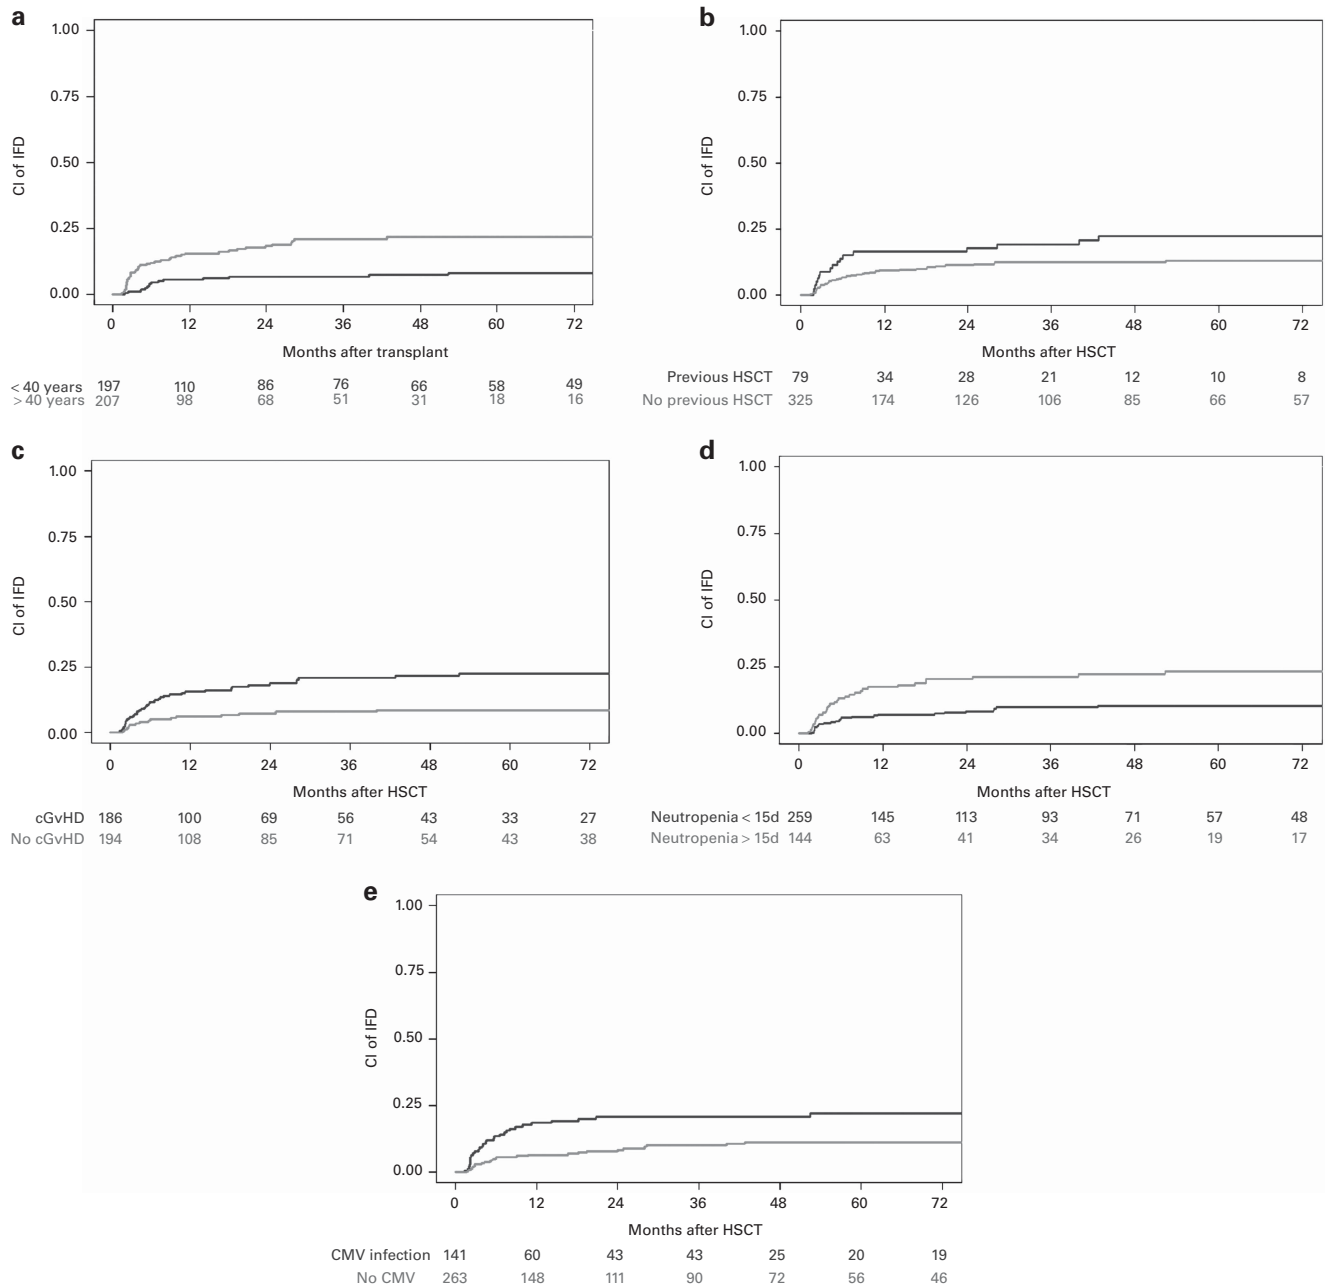 a
1.00
0.75
0.50
0.25
0.00
CI of IFD
0 12 24 36 48 60 72
Months after transplant
< 40 years 197 110 86 76 66 58 49
> 40 years 207 98 68 51 31 18 16
b
1.00
0.75
0.50
0.25
0.00
CI of IFD
0 12 24 36 48 60 72
Months after HSCT
Previous HSCT 79 34 28 21 12 10 8
No previous HSCT 325 174 126 106 85 66 57
c
1.00
0.75
0.50
0.25
0.00
CI of IFD
0 12 24 36 48 60 72
Months after HSCT
cGvHD 186 100 69 56 43 33 27
No cGvHD 194 108 85 71 54 43 38
d
1.00
0.75
0.50
0.25
0.00
CI of IFD
0 12 24 36 48 60 72
Months after HSCT
Neutropenia < 15d 259 145 113 93 71 57 48
Neutropenia > 15d 144 63 41 34 26 19 17
e
1.00
0.75
0.50
0.25
0.00
CI of IFD
0 12 24 36 48 60 72
Months after HSCT
CMV infection 141 60 43 43 25 20 19
No CMV 263 148 111 90 72 56 46